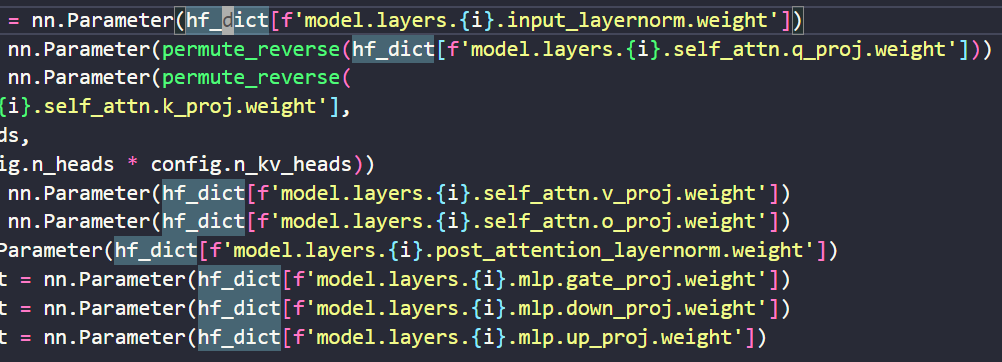 = nn.Parameter(hf_dict[f'model.layers.{i}.input_layernorm.weight'])
nn.Parameter(permute_reverse(hf_dict[f'model.layers.{i}.self_attn.q_proj.weight']))
nn.Parameter(permute_reverse(
{i}.self_attn.k_proj.weight'],
ds,
ig.n_heads * config.n_kv_heads))
nn.Parameter(hf_dict[f'model.layers.{i}.self_attn.v_proj.weight'])
nn.Parameter(hf_dict[f'model.layers.{i}.self_attn.o_proj.weight'])
Parameter(hf_dict[f'model.layers.{i}.post_attention_layernorm.weight'])
t = nn.Parameter(hf_dict[f'model.layers.{i}.mlp.gate_proj.weight'])
t = nn.Parameter(hf_dict[f'model.layers.{i}.mlp.down_proj.weight'])
t = nn.Parameter(hf_dict[f'model.layers.{i}.mlp.up_proj.weight'])